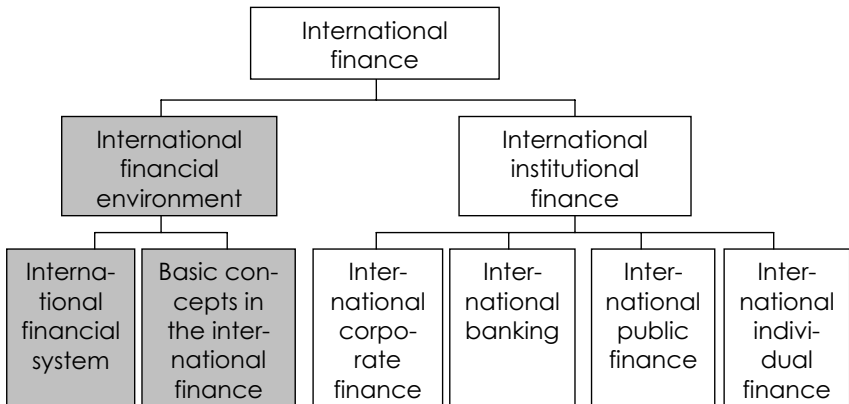 International
finance
International
financial
environment
International
institutional
finance
Interna-
tional
financial
system
Basic con-
cepts in
the inter-
national
finance
Inter-
national
corpo-
rate
finance
Inter-
national
banking
Inter-
national
public
finance
Inter-
national
indivi-
dual
finance